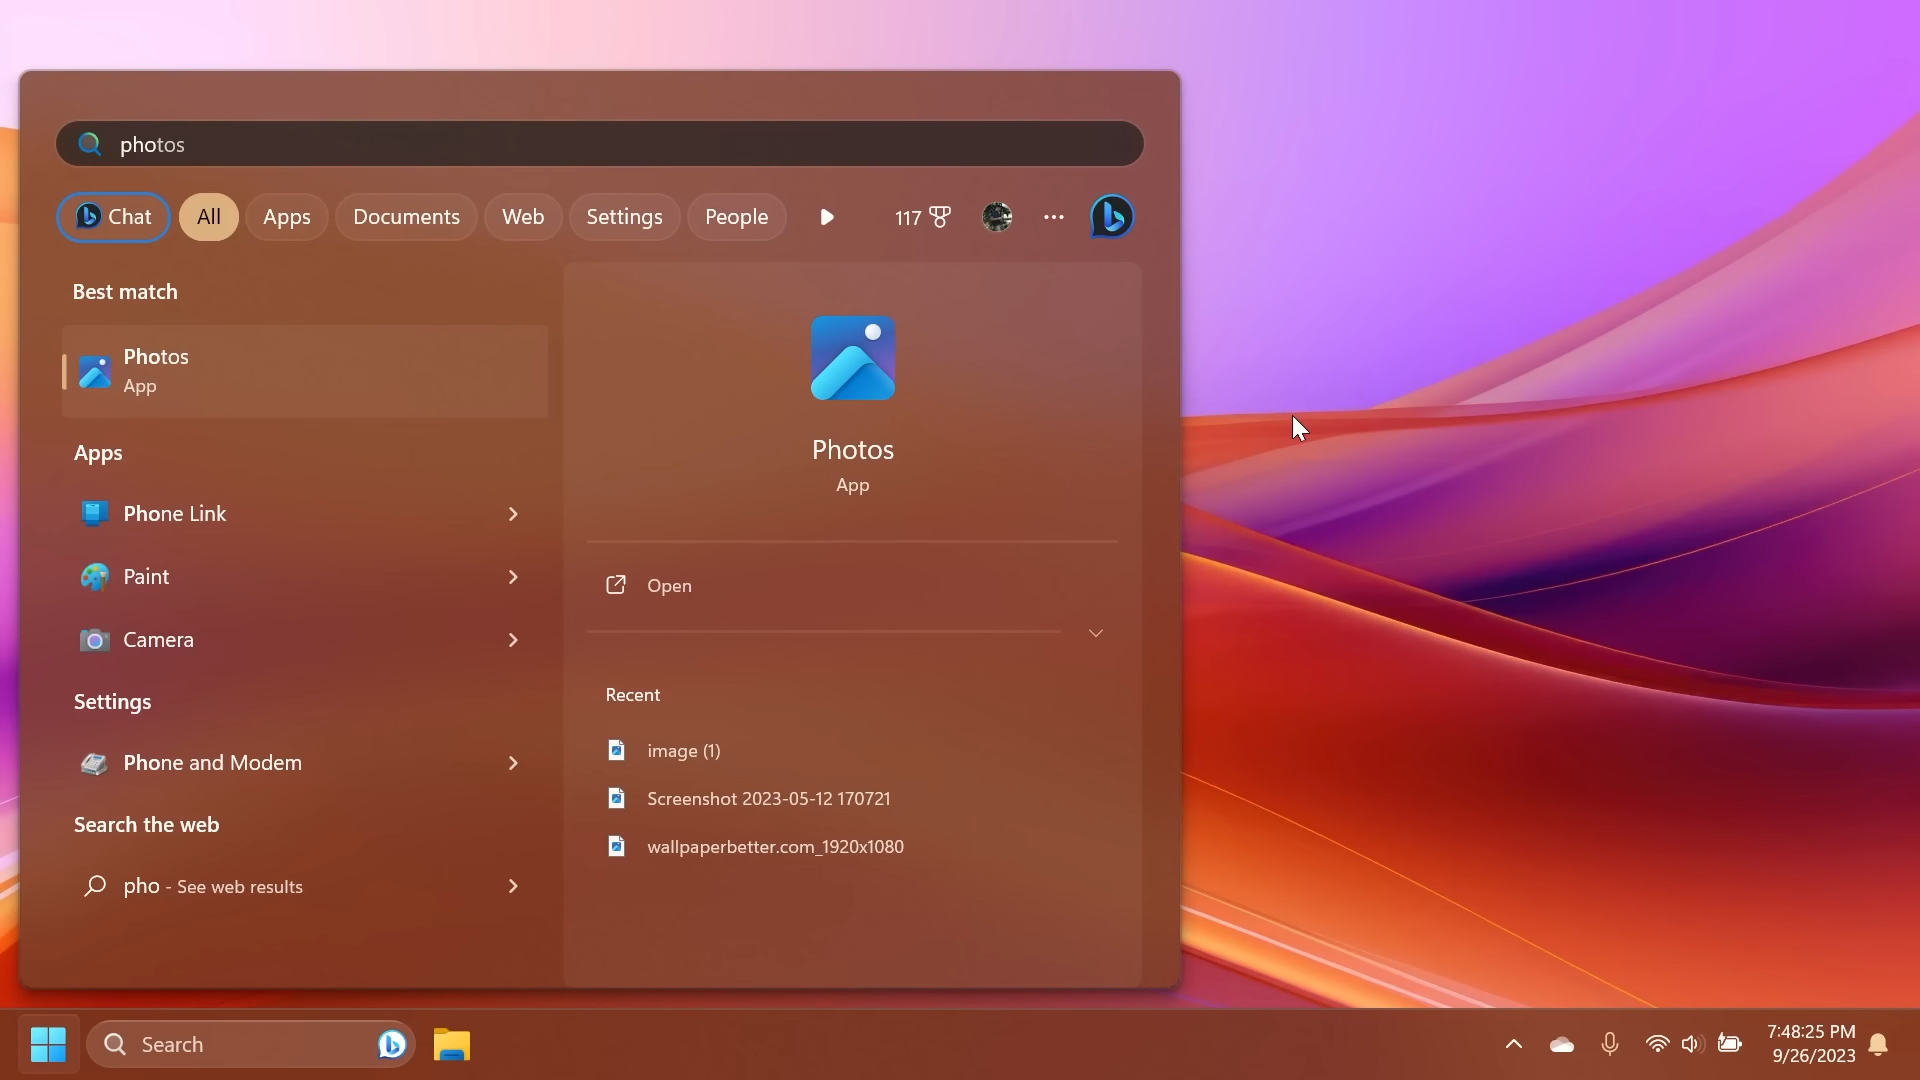 photos
Chat
All
Apps
Documents
Web
Settings
People
117
Best match
Photos
App
Apps
Phone Link
Paint
Camera
Settings
Phone and Modem
Search the web
pho - See web results
Photos
App
Open
Recent
image (1)
Screenshot 2023-05-12 170721
wallpaperbetter.com_1920x1080
Search
7:48:25 PM
9/26/2023